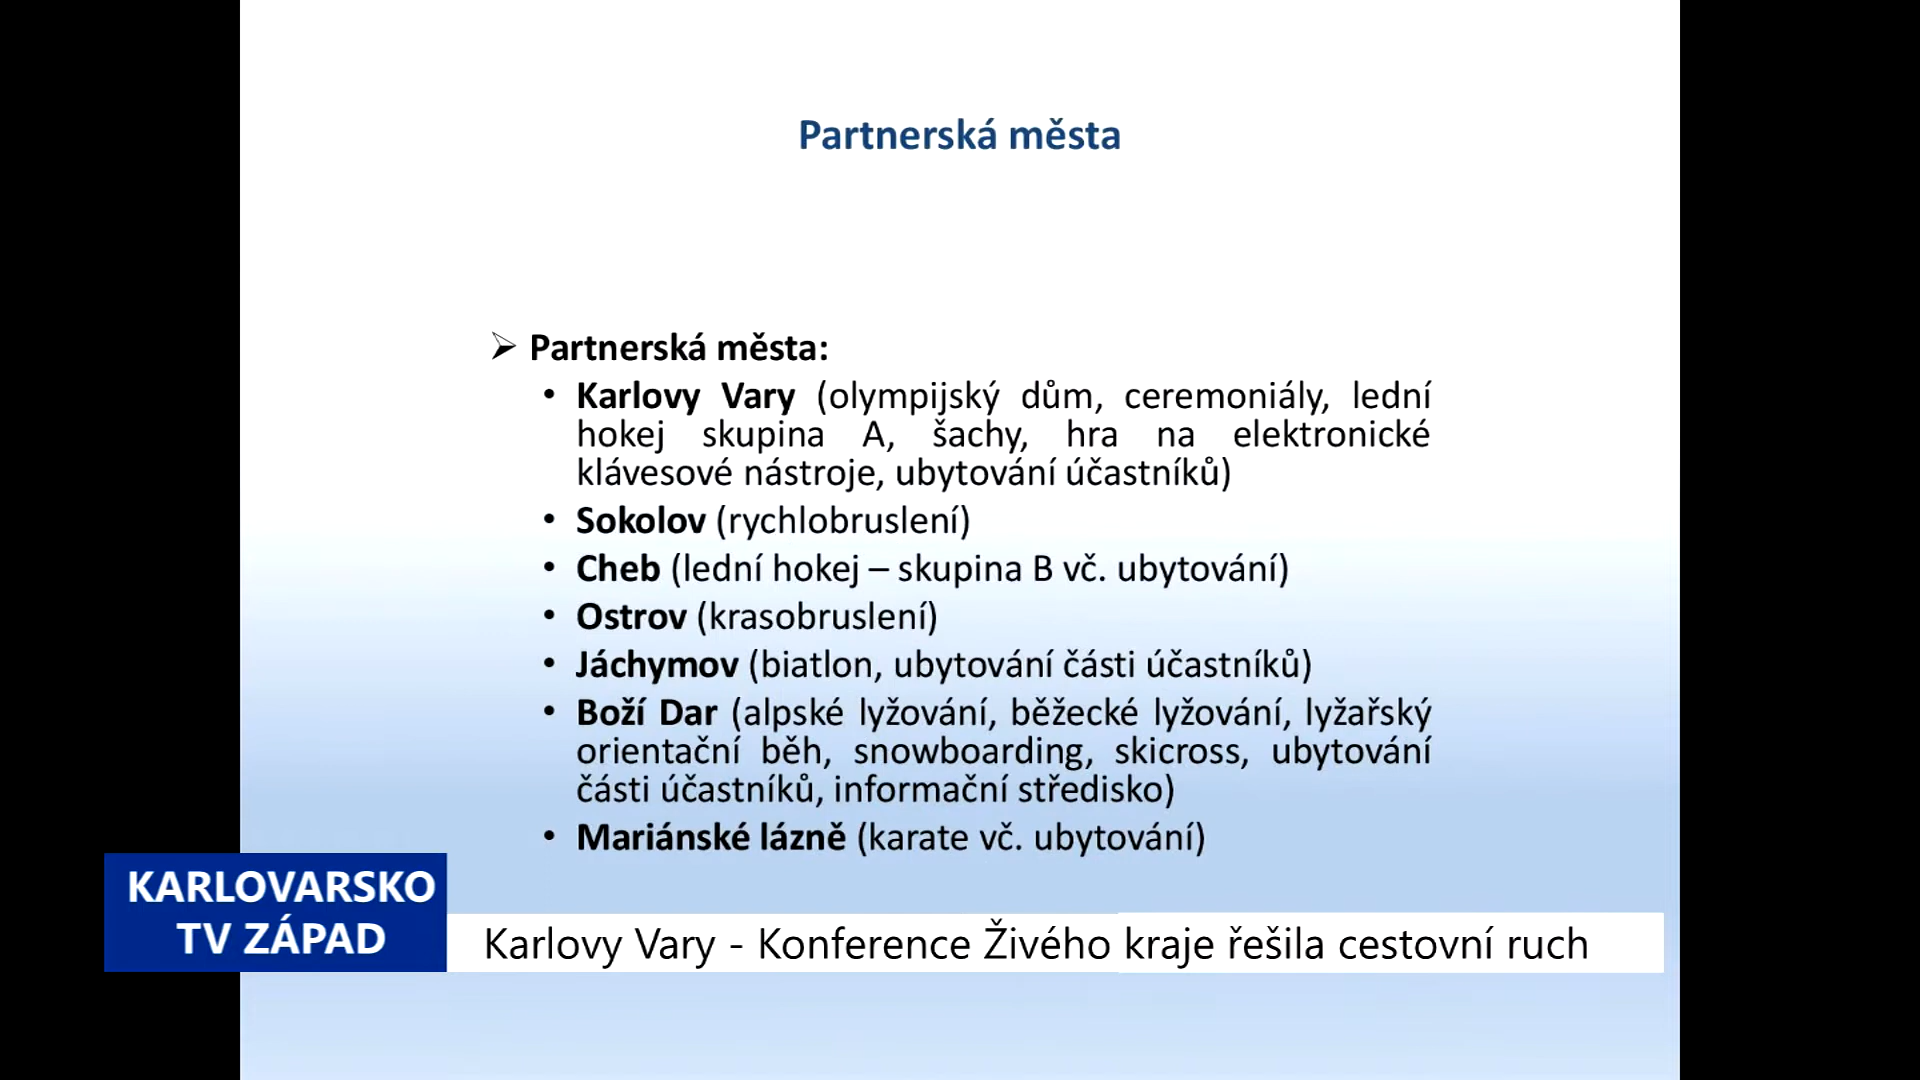 Partnerská města
➢ Partnerská města:
• Karlovy Vary (olympijský dům, ceremoniály, lední
hokej skupina A, šachy, hra na elektronické
klávesové nástroje, ubytování účastníků)
• Sokolov (rychlobruslení)
• Cheb (lední hokej – skupina B vč. ubytování)
• Ostrov (krasobruslení)
• Jáchymov (biatlon, ubytování části účastníků)
• Boží Dar (alpské lyžování, běžecké lyžování, lyžařský
orientační běh, snowboarding, skicross, ubytování
části účastníků, informační středisko)
• Mariánské lázně (karate vč. ubytování)
KARLOVARSKO
TV ZÁPAD
Karlovy Vary - Konference Živého kraje řešila cestovní ruch